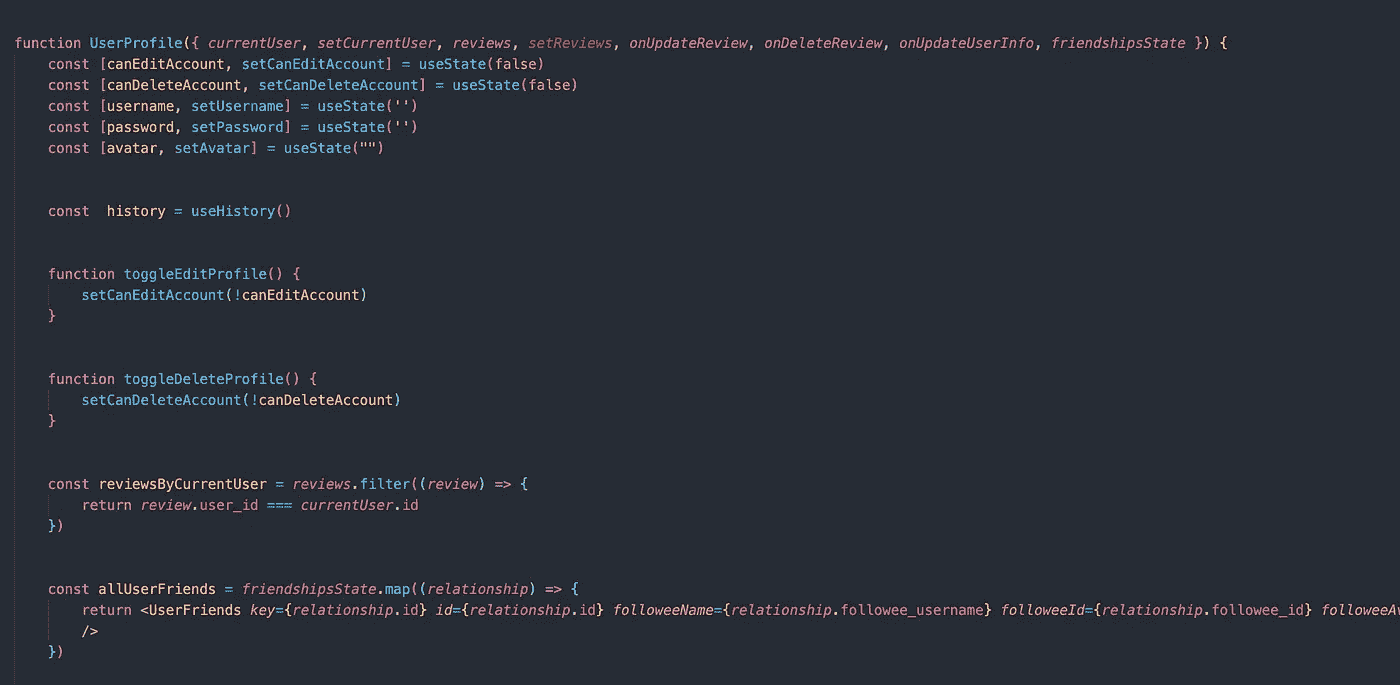 function UserProfile({ currentUser, setCurrentUser, reviews, setReviews, onUpdateReview, onDeleteReview, onUpdateUserInfo, friendshipsState }) {
    const [canEditAccount, setCanEditAccount] = useState(false)
    const [canDeleteAccount, setCanDeleteAccount] = useState(false)
    const [username, setUsername] = useState('')
    const [password, setPassword] = useState('')
    const [avatar, setAvatar] = useState("")
    const  history = useHistory()
    function toggleEditProfile() {
        setCanEditAccount(!canEditAccount)
    }
    function toggleDeleteProfile() {
        setCanDeleteAccount(!canDeleteAccount)
    }
    const reviewsByCurrentUser = reviews.filter((review) => {
        return review.user_id === currentUser.id
    })
    const allUserFriends = friendshipsState.map((relationship) => {
        return <UserFriends key={relationship.id} id={relationship.id} followeeName={relationship.followee_username} followeeId={relationship.followee_id}
        />
    })